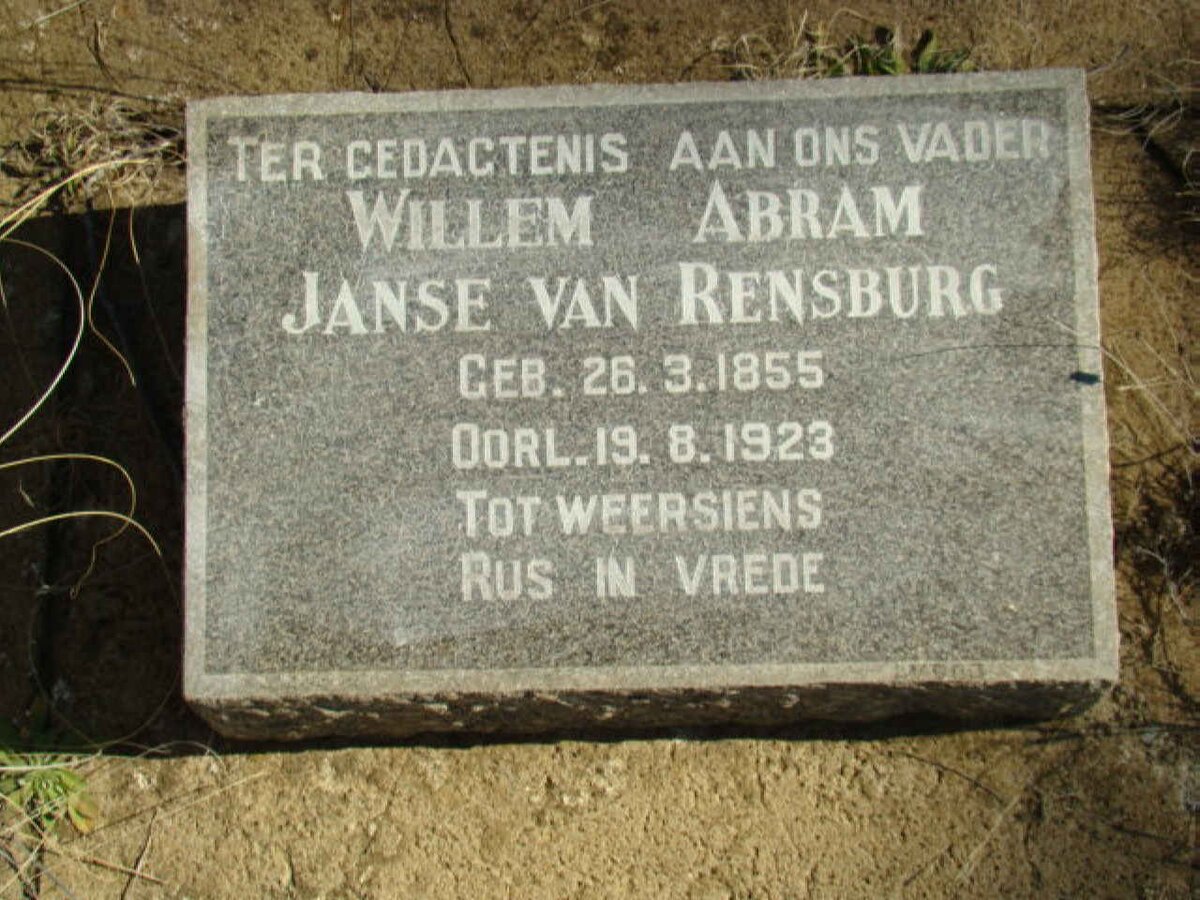 TER GEDAGTENIS AAN ONS VADER
WILLEM ABRAM
JANSE VAN RENSBURG
GEB. 26. 3. 1855
OORL. 19. 8. 1923
TOT WEERSIENS
RUS IN VREDE